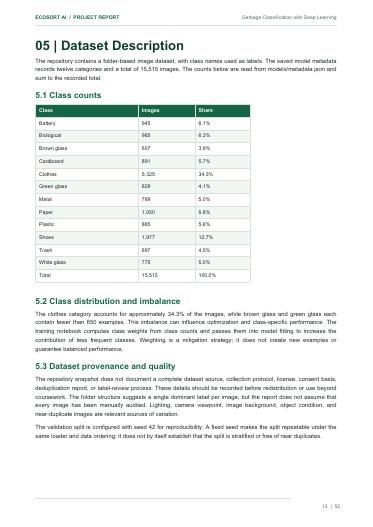 ECOSORT AI / PROJECT REPORT
Garbage Classification with Deep Learning
05 | Dataset Description
The repository contains a folder-based image dataset, with class names used as labels. The saved model metadata
records twelve categories and a total of 15,515 images. The counts below are read from models/metadata.json and
sum to the recorded total.
5.1 Class counts
Class Images Share
Battery 945 6.1%
Biological 985 6.3%
Brown glass 607 3.9%
Cardboard 891 5.7%
Clothes 5,325 34.3%
Green glass 629 4.1%
Metal 769 5.0%
Paper 1,050 6.8%
Plastic 865 5.6%
Shoes 1,977 12.7%
Trash 697 4.5%
White glass 775 5.0%
Total 15,515 100.0%
5.2 Class distribution and imbalance
The clothes category accounts for approximately 34.3% of the images, while brown glass and green glass each
contain fewer than 650 examples. This imbalance can influence optimization and class-specific performance. The
training notebook computes class weights from class counts and passes them into model fitting to increase the
contribution of less frequent classes. Weighting is a mitigation strategy; it does not create new examples or
guarantee balanced performance.
5.3 Dataset provenance and quality
The repository snapshot does not document a complete dataset source, collection protocol, license, consent basis,
deduplication report, or label-review process. These details should be recorded before redistribution or use beyond
coursework. The folder structure suggests a single dominant label per image, but the report does not assume that
every image has been manually audited. Lighting, camera viewpoint, image background, object condition, and
near-duplicate images are relevant sources of variation.
The validation split is configured with seed 42 for reproducibility. A fixed seed makes the split repeatable under the
same loader and data ordering; it does not by itself establish that the split is stratified or free of near duplicates.
12 | 52